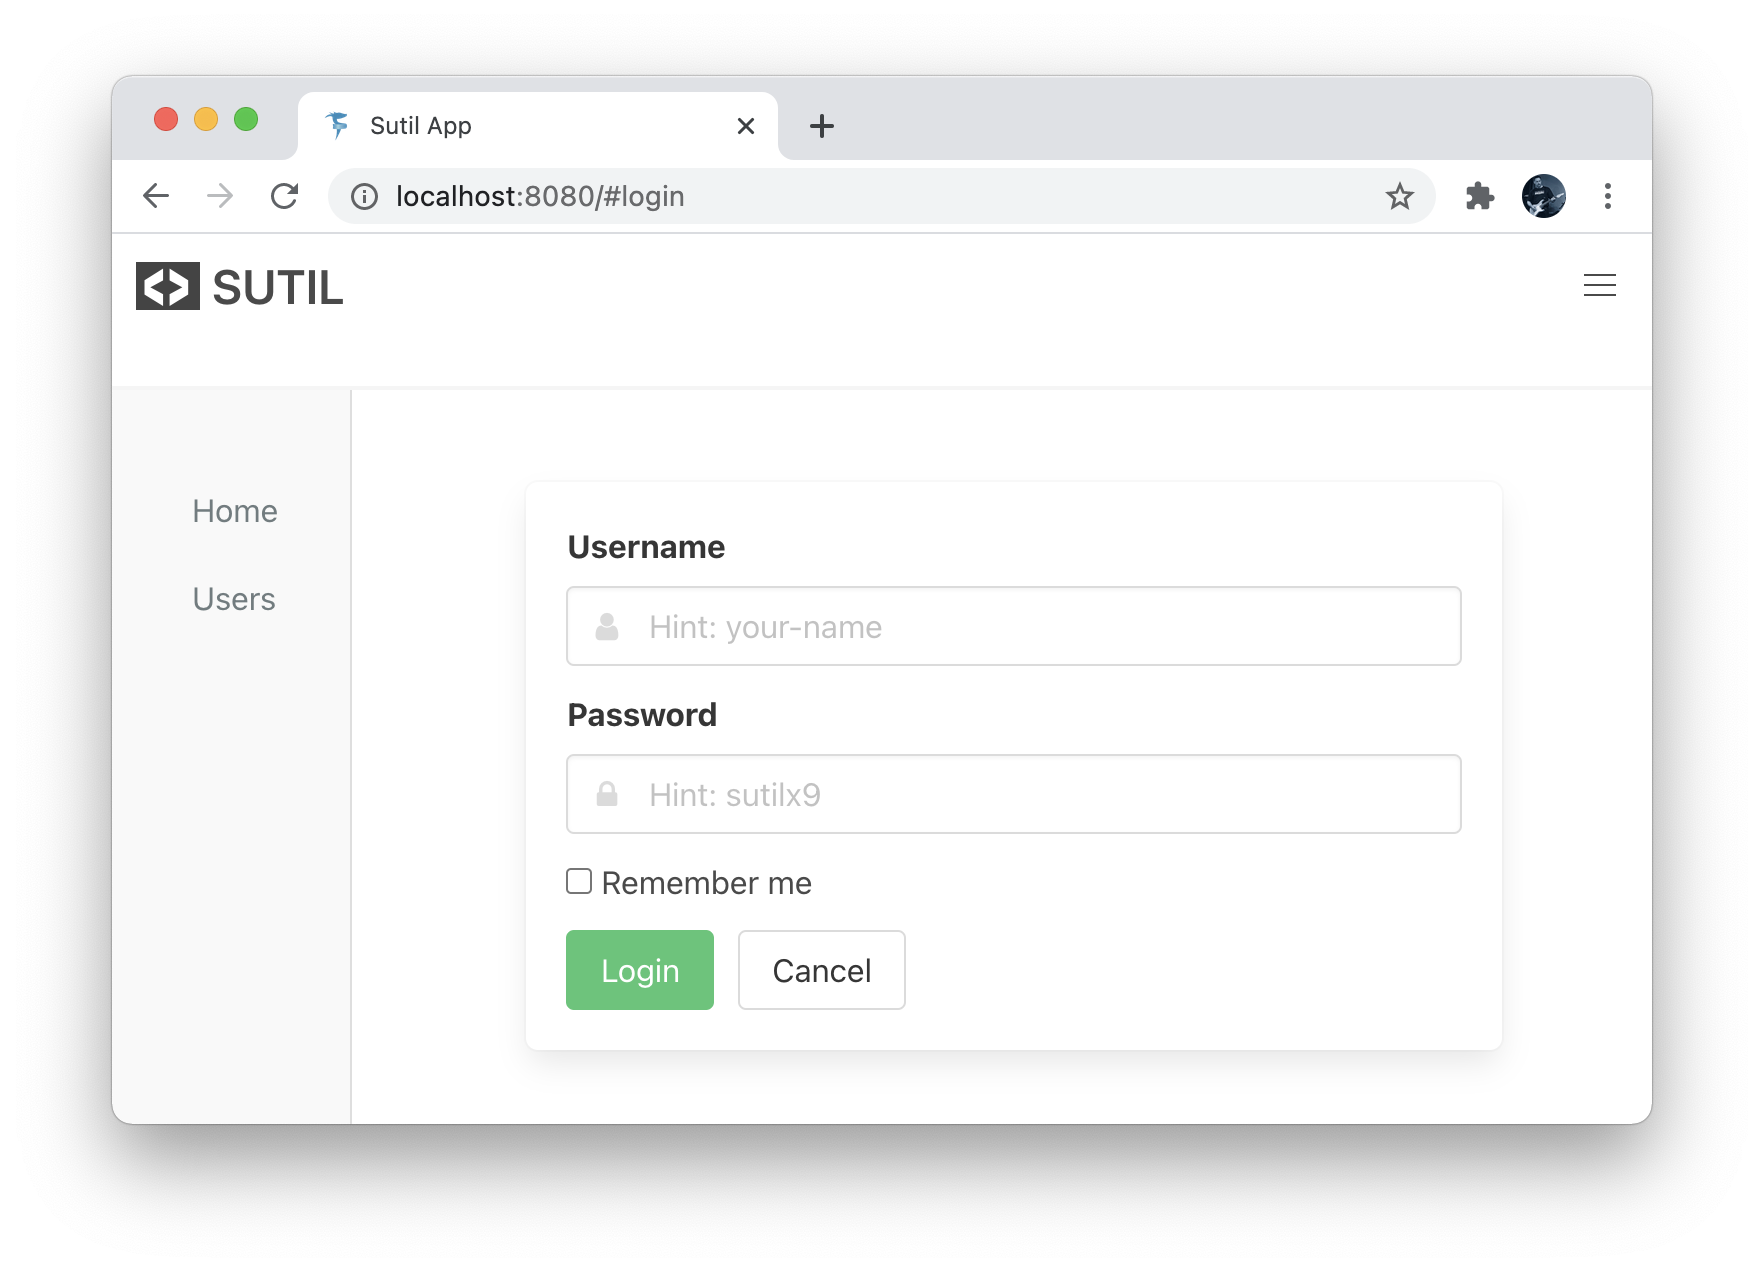 Sutil App
localhost:8080/#login
SUTIL
Home
Users
Username
Hint: your-name
Password
Hint: sutilx9
Remember me
Login
Cancel